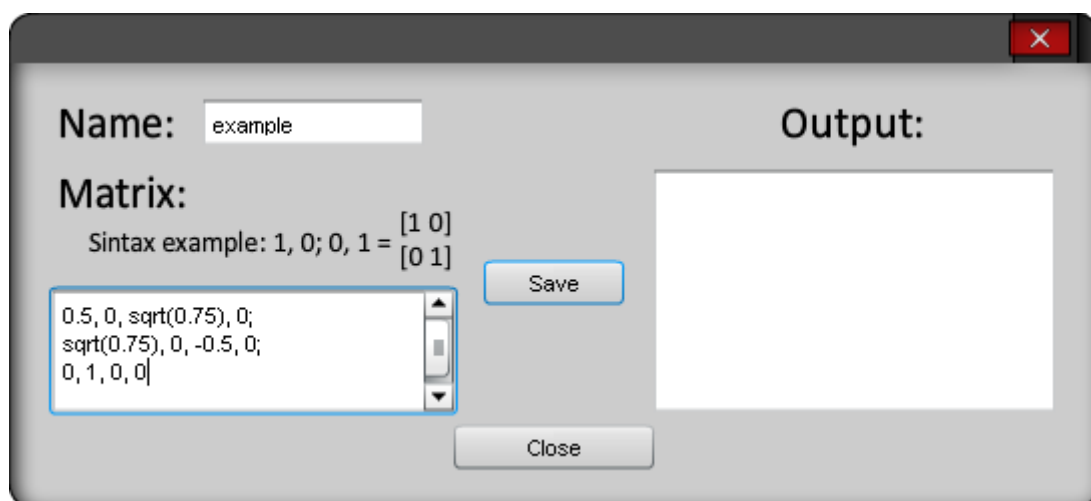 Name:
example
Output:
Matrix:
Sintax example: 1, 0; 0, 1 =
[1 0]
[0 1]
Save
0.5, 0, sqrt(0.75), 0;
sqrt(0.75), 0, -0.5, 0;
0, 1, 0, 0
Close